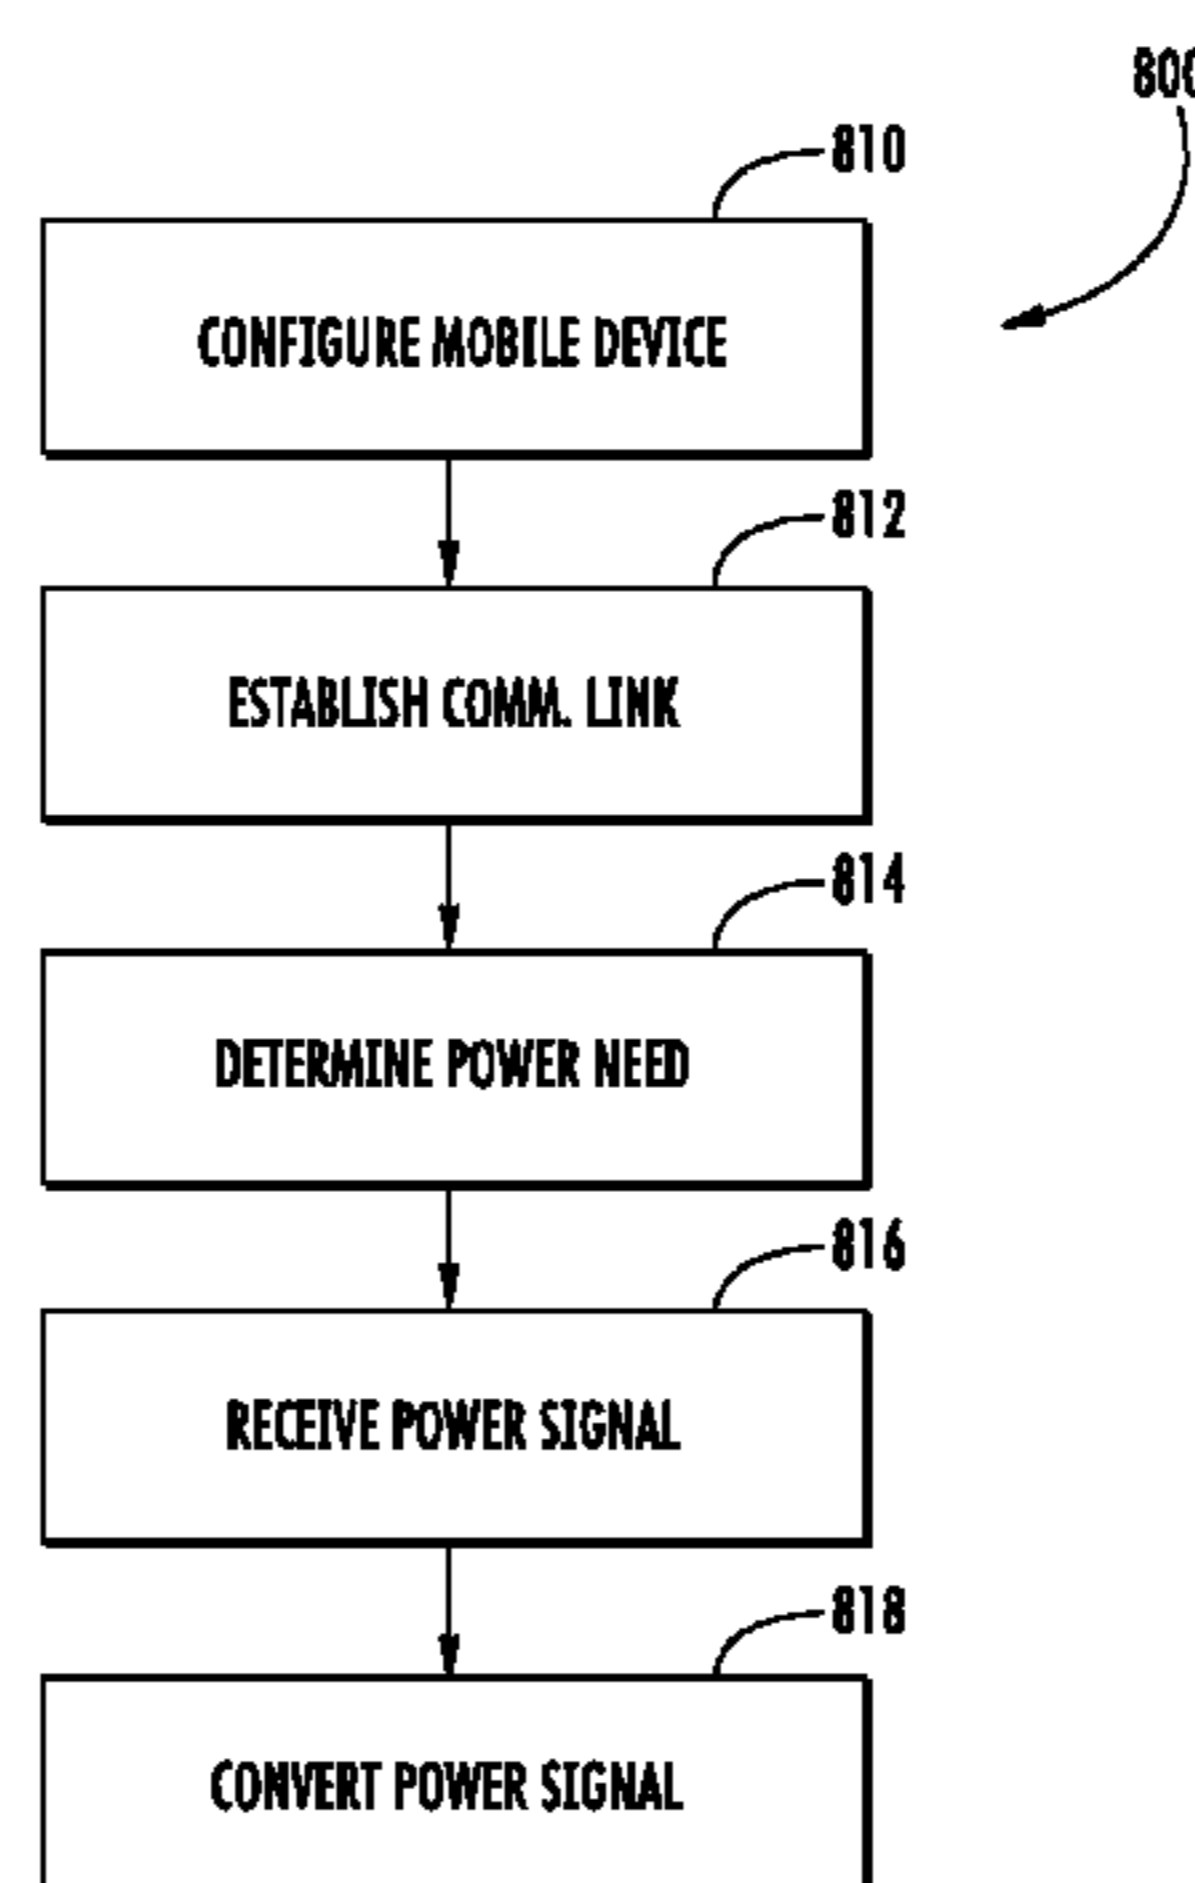 800
810
CONFIGURE MOBILE DEVICE
812
ESTABLISH COMM. LINK
814
DETERMINE POWER NEED
816
RECEIVE POWER SIGNAL
818
CONVERT POWER SIGNAL